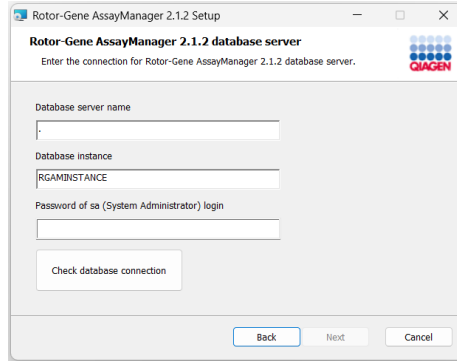 Rotor-Gene AssayManager 2.1.2 Setup
Rotor-Gene AssayManager 2.1.2 database server
Enter the connection for Rotor-Gene AssayManager 2.1.2 database server.
QIAGEN
Database server name
.
Database instance
RGAMINSTANCE
Password of sa (System Administrator) login
Check database connection
Back Next Cancel